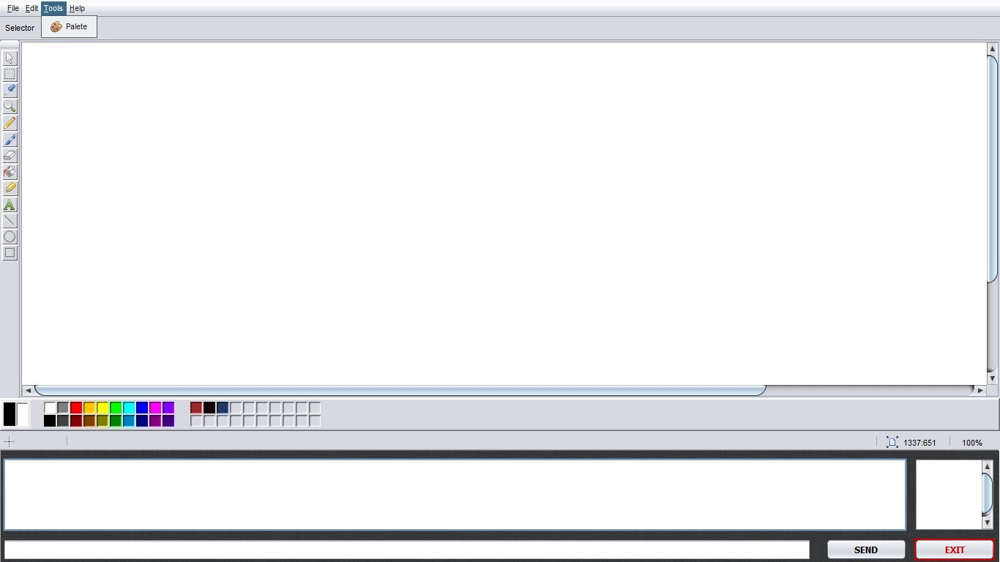 File Edit Tools Help
Selector Palete
A
1337:651 100%
SEND EXIT